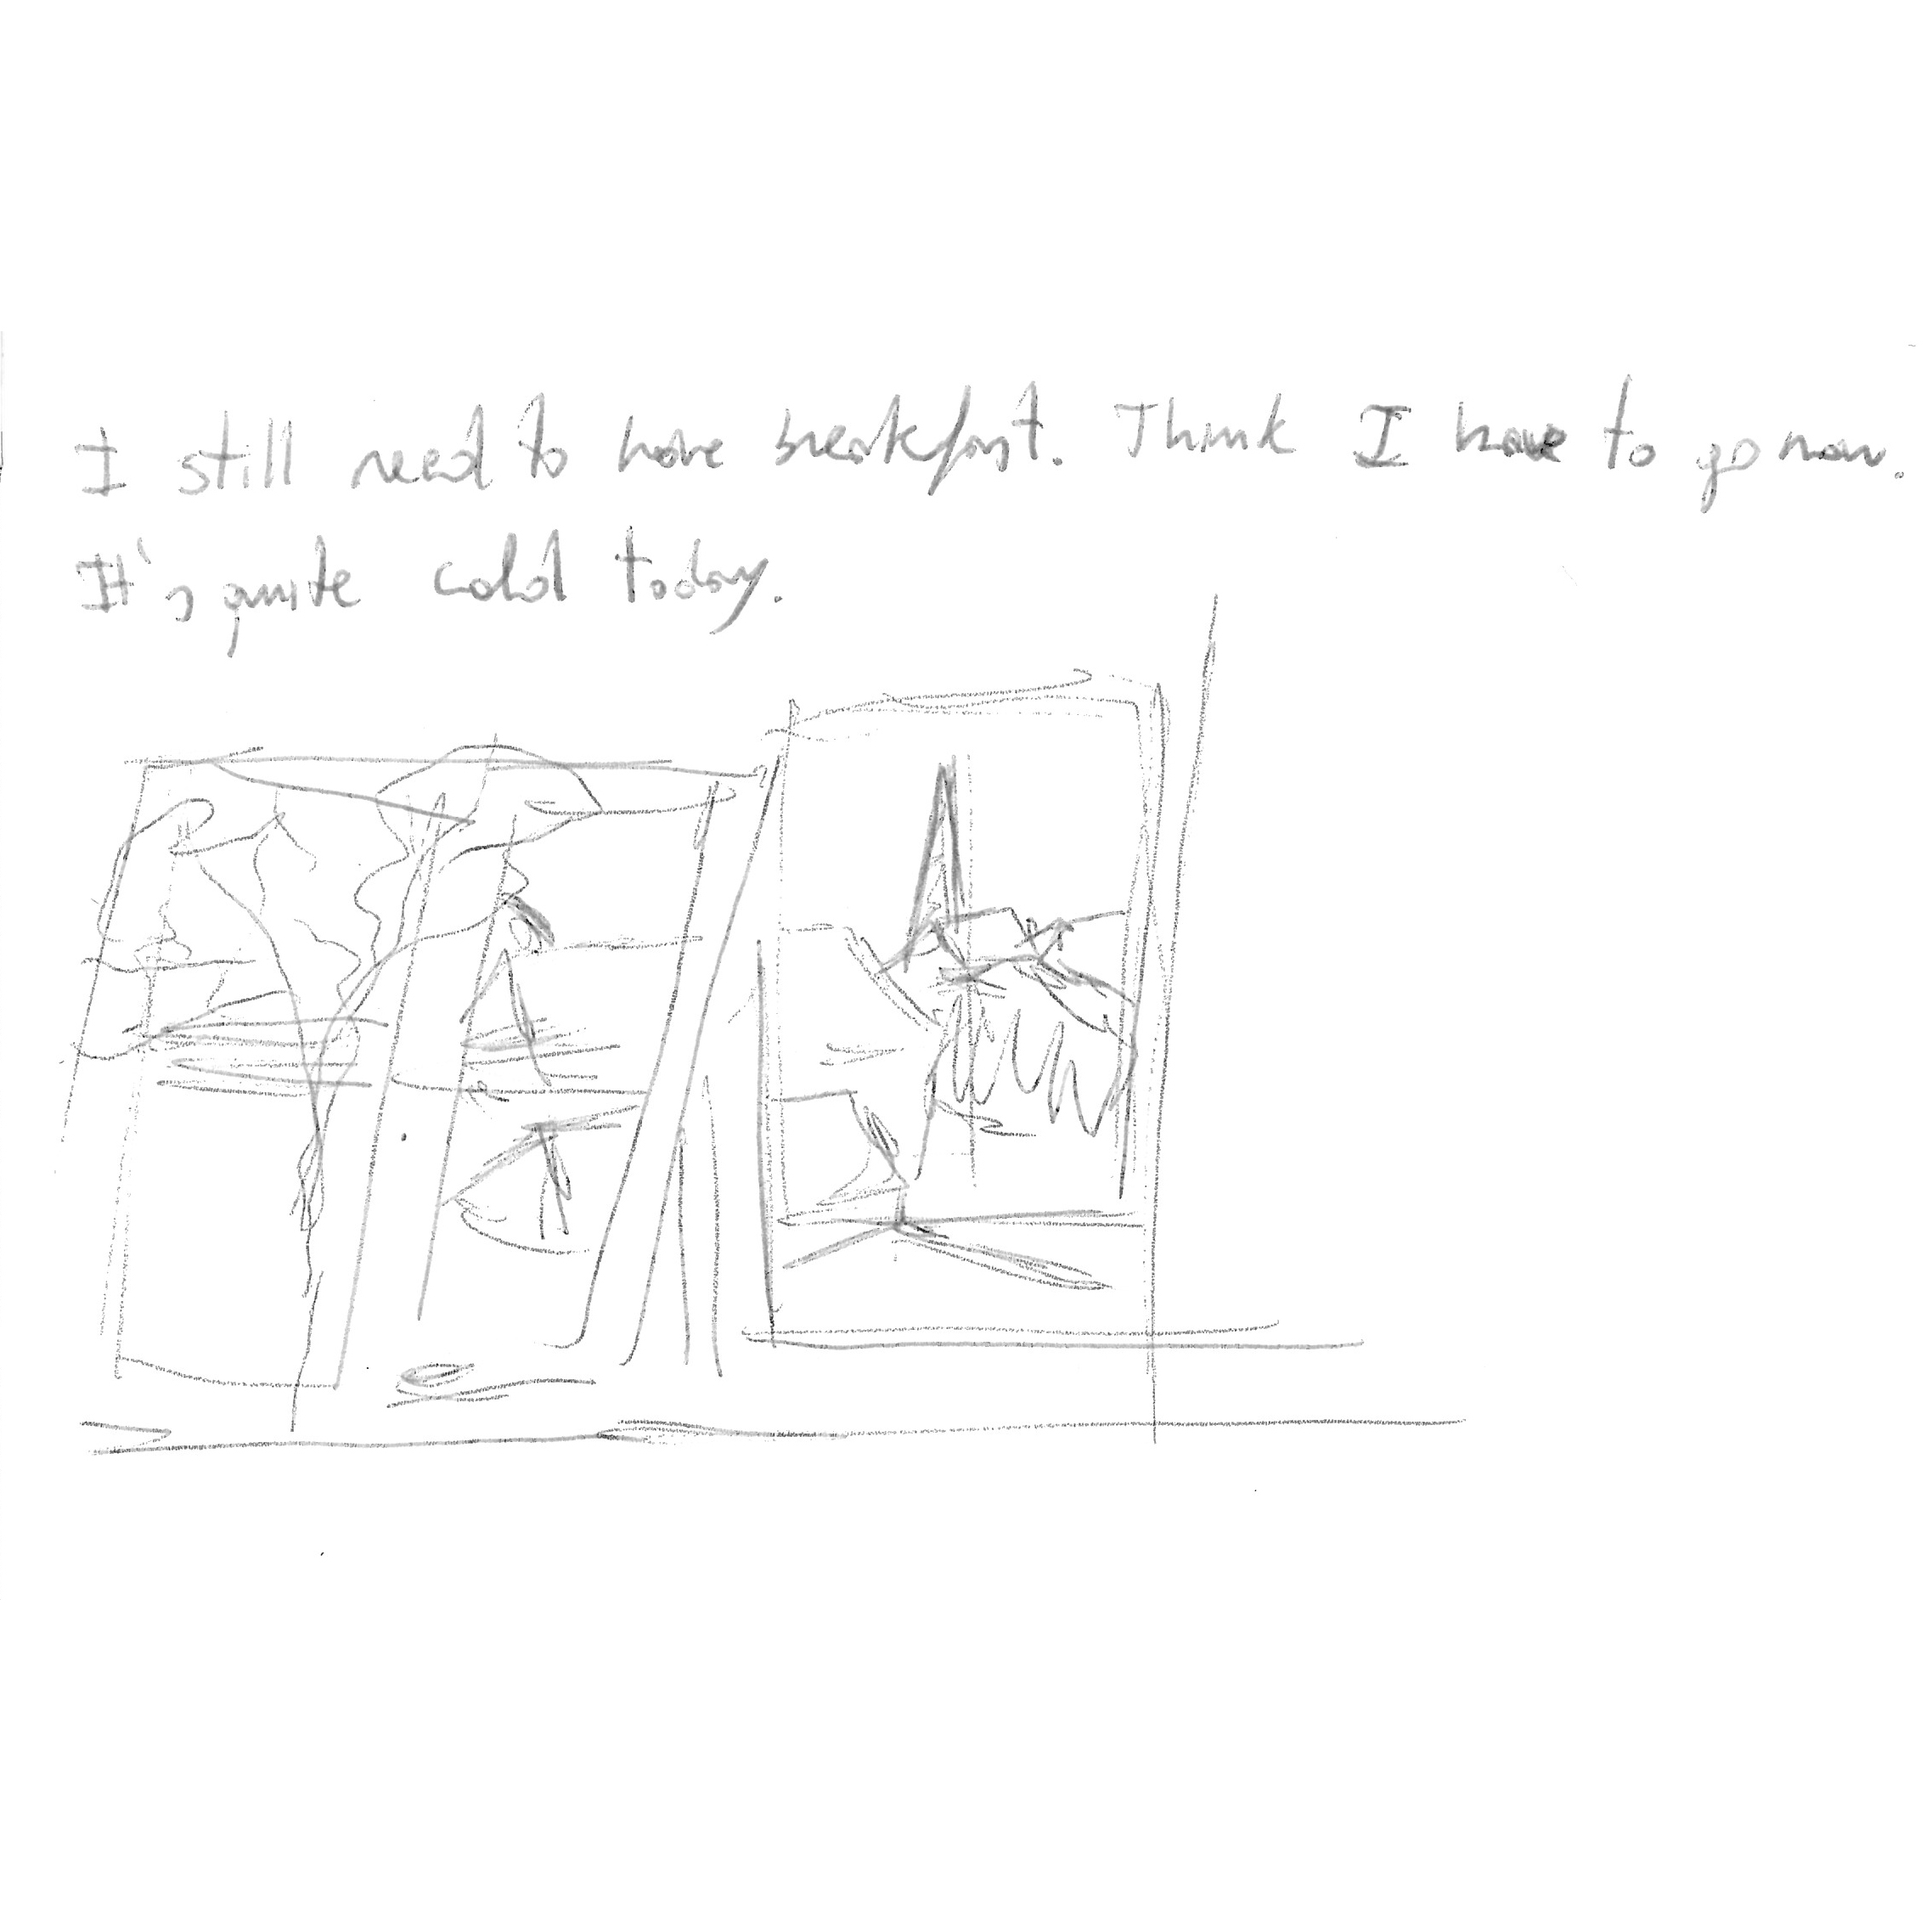 I still need to have breakfast. Think I have to go now.
It's quite cold today.